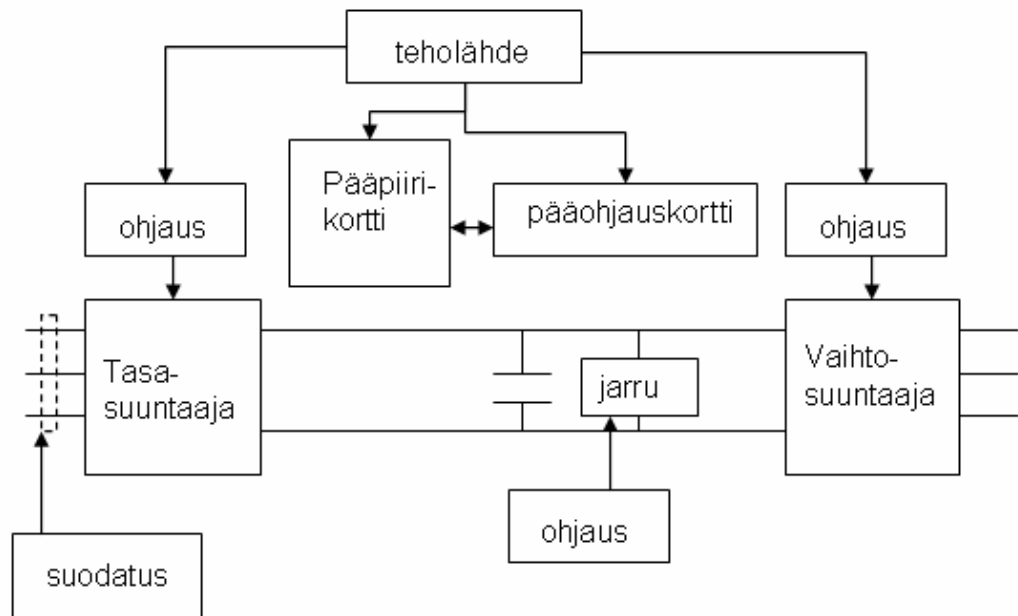 teholähde
Pääpiiri-
kortti
pääohjauskortti
ohjaus
ohjaus
Tasa-
suuntaaja
jarru
Vaihto-
suuntaaja
ohjaus
suodatus